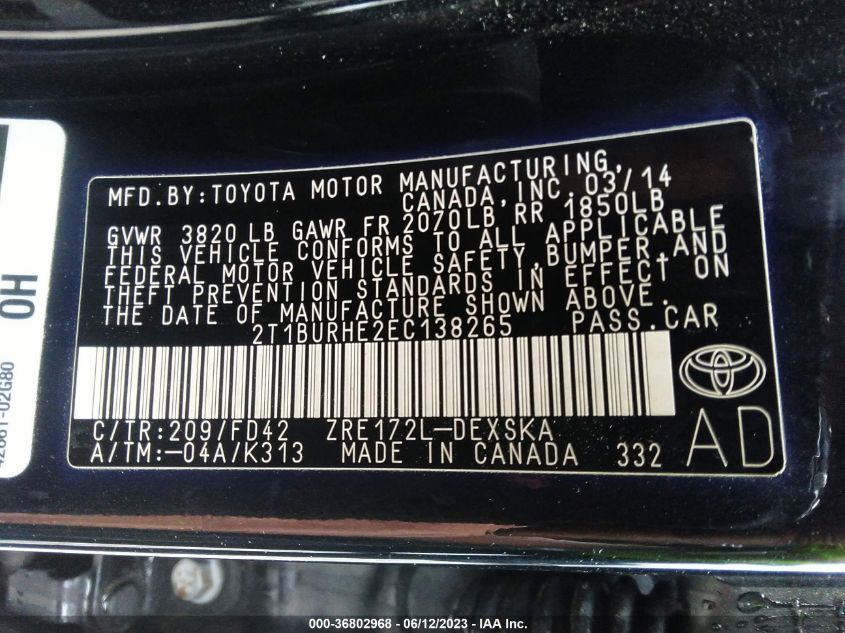 MFD.BY:TOYOTA MOTOR MANUFACTURING,
CANADA, INC. 03/14
GVWR 3820 LB GAWR FR 2070LB RR 1850LB
THIS VEHICLE CONFORMS TO ALL APPLICABLE
FEDERAL MOTOR VEHICLE SAFETY, BUMPER, AND
THEFT PREVENTION STANDARDS IN EFFECT ON
THE DATE OF MANUFACTURE SHOWN ABOVE.
2T1BURHE2EC138265 PASS.CAR
C/TR:209/FD42 ZRE172L-DEXSKA
A/TM:-04A/K313 MADE IN CANADA 332
AD
OH
42661-02G80
000-36802968 - 06/12/2023 - IAA Inc.